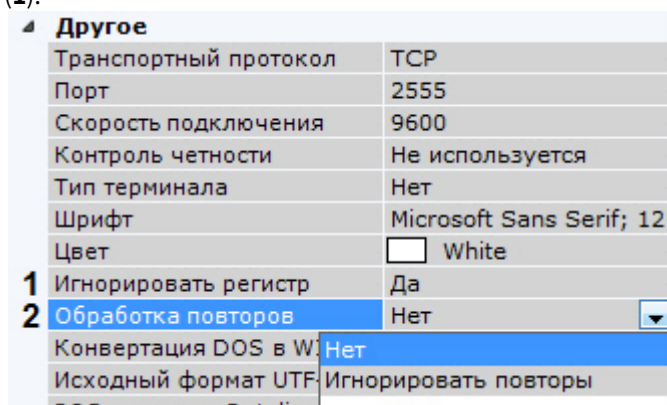 (1).
Другое
Транспортный протокол TCP
Порт 2555
Скорость подключения 9600
Контроль четности Не используется
Тип терминала Нет
Шрифт Microsoft Sans Serif; 12
Цвет White
1 Игнорировать регистр Да
2 Обработка повторов Нет
Конвертация DOS в W Нет
Исходный формат UTF- Игнорировать повторы